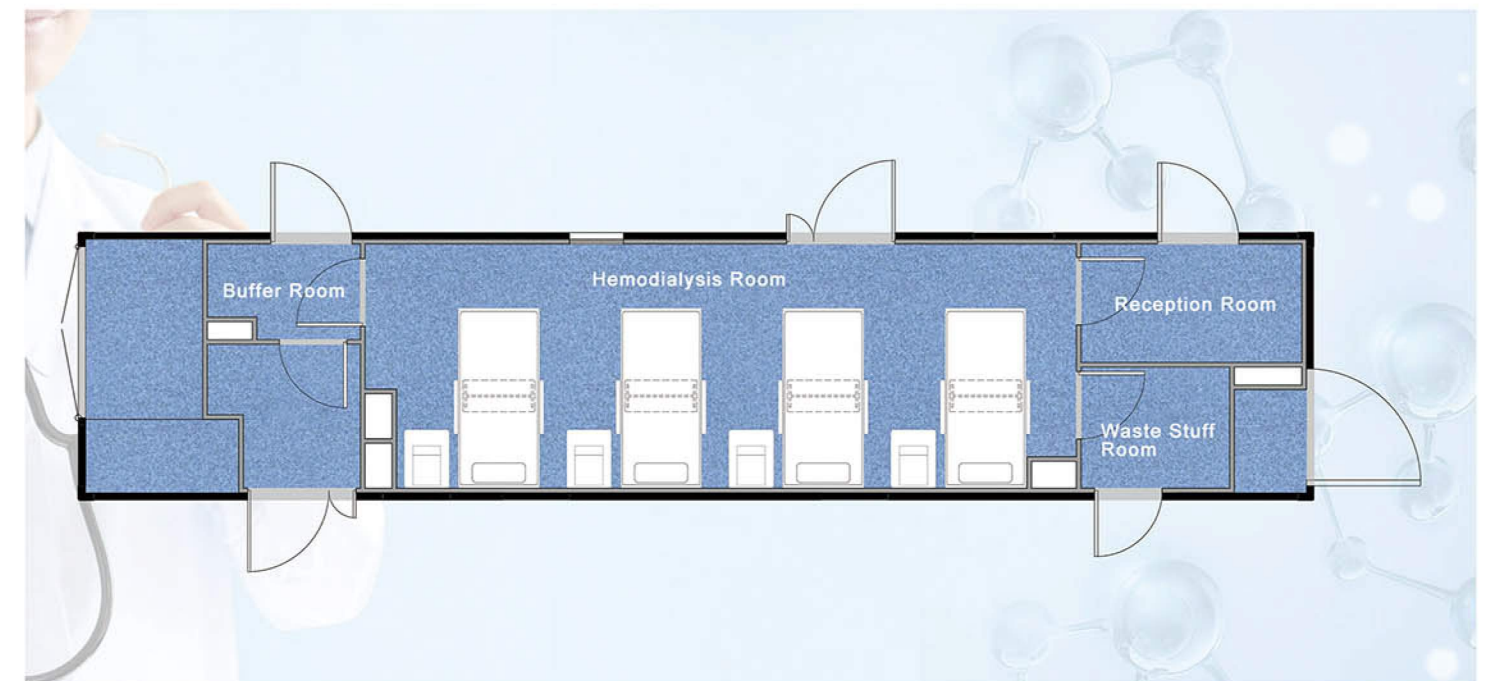 Hemodialysis Room
Buffer Room
Reception Room
Waste Stuff
Room